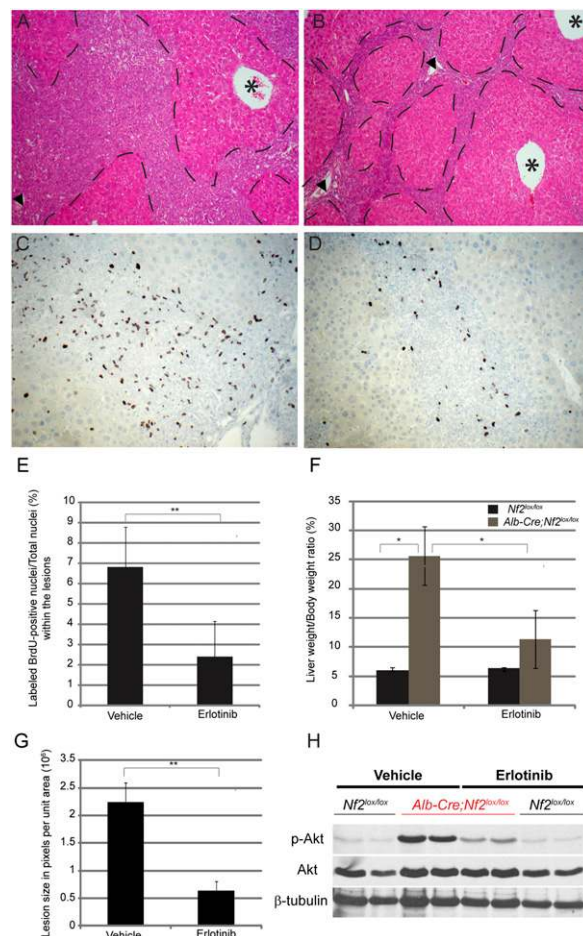 A
B
*
*
*
C
D
E
Labeled BrdU-positive nuclei/Total nuclei (%)
within the lesions
10
9
8
7
6
5
4
3
2
1
0
**
Vehicle
Erlotinib
F
Liver weight/Body weight ratio (%)
35
30
25
20
15
10
5
0
Nf2lox/lox
Alb-Cre;Nf2lox/lox
*
*
Vehicle
Erlotinib
G
Lesion size in pixels per unit area (10⁶)
2.5
2
1.5
1
0.5
0
**
Vehicle
Erlotinib
H
Vehicle Erlotinib
Nf2lox/lox Alb-Cre;Nf2lox/lox Nf2lox/lox
p-Akt
Akt
β-tubulin